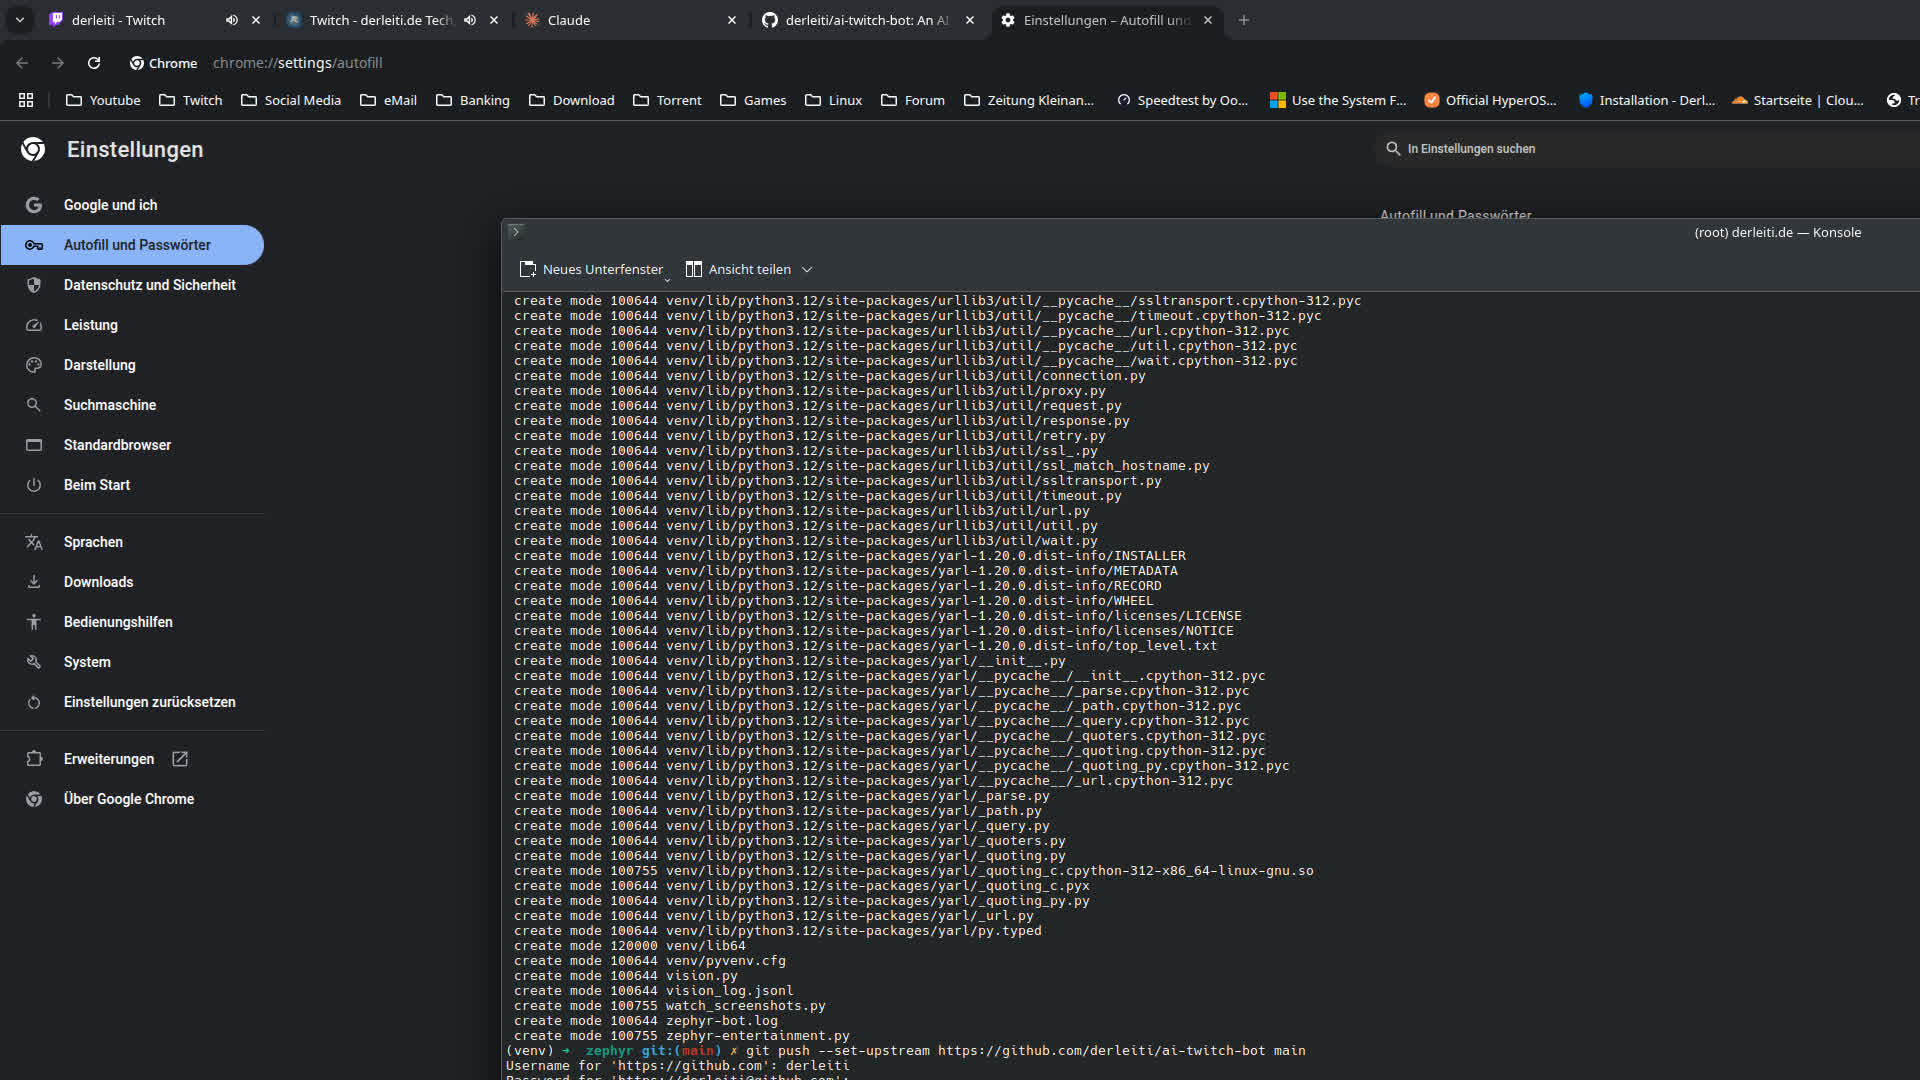 derleiti - Twitch
Twitch - derleiti.de Tech
Claude
derleiti/ai-twitch-bot: An AI
Einstellungen – Autofill und
Chrome chrome://settings/autofill
Youtube Twitch Social Media eMail Banking Download Torrent Games Linux Forum Zeitung Kleinan... Speedtest by Oo... Use the System F... Official HyperOS... Installation - Derl... Startseite | Clou... Tr
Einstellungen
In Einstellungen suchen
Google und ich
Autofill und Passwörter
Datenschutz und Sicherheit
Leistung
Darstellung
Suchmaschine
Standardbrowser
Beim Start
Sprachen
Downloads
Bedienungshilfen
System
Einstellungen zurücksetzen
Erweiterungen
Über Google Chrome
Autofill und Passwörter
(root) derleiti.de — Konsole
Neues Unterfenster Ansicht teilen
create mode 100644 venv/lib/python3.12/site-packages/urllib3/util/__pycache__/ssltransport.cpython-312.pyc
create mode 100644 venv/lib/python3.12/site-packages/urllib3/util/__pycache__/timeout.cpython-312.pyc
create mode 100644 venv/lib/python3.12/site-packages/urllib3/util/__pycache__/url.cpython-312.pyc
create mode 100644 venv/lib/python3.12/site-packages/urllib3/util/__pycache__/util.cpython-312.pyc
create mode 100644 venv/lib/python3.12/site-packages/urllib3/util/__pycache__/wait.cpython-312.pyc
create mode 100644 venv/lib/python3.12/site-packages/urllib3/util/connection.py
create mode 100644 venv/lib/python3.12/site-packages/urllib3/util/proxy.py
create mode 100644 venv/lib/python3.12/site-packages/urllib3/util/request.py
create mode 100644 venv/lib/python3.12/site-packages/urllib3/util/response.py
create mode 100644 venv/lib/python3.12/site-packages/urllib3/util/retry.py
create mode 100644 venv/lib/python3.12/site-packages/urllib3/util/ssl_.py
create mode 100644 venv/lib/python3.12/site-packages/urllib3/util/ssl_match_hostname.py
create mode 100644 venv/lib/python3.12/site-packages/urllib3/util/ssltransport.py
create mode 100644 venv/lib/python3.12/site-packages/urllib3/util/timeout.py
create mode 100644 venv/lib/python3.12/site-packages/urllib3/util/url.py
create mode 100644 venv/lib/python3.12/site-packages/urllib3/util/util.py
create mode 100644 venv/lib/python3.12/site-packages/urllib3/util/wait.py
create mode 100644 venv/lib/python3.12/site-packages/yarl-1.20.0.dist-info/INSTALLER
create mode 100644 venv/lib/python3.12/site-packages/yarl-1.20.0.dist-info/METADATA
create mode 100644 venv/lib/python3.12/site-packages/yarl-1.20.0.dist-info/RECORD
create mode 100644 venv/lib/python3.12/site-packages/yarl-1.20.0.dist-info/WHEEL
create mode 100644 venv/lib/python3.12/site-packages/yarl-1.20.0.dist-info/licenses/LICENSE
create mode 100644 venv/lib/python3.12/site-packages/yarl-1.20.0.dist-info/licenses/NOTICE
create mode 100644 venv/lib/python3.12/site-packages/yarl-1.20.0.dist-info/top_level.txt
create mode 100644 venv/lib/python3.12/site-packages/yarl/__init__.py
create mode 100644 venv/lib/python3.12/site-packages/yarl/__pycache__/__init__.cpython-312.pyc
create mode 100644 venv/lib/python3.12/site-packages/yarl/__pycache__/_parse.cpython-312.pyc
create mode 100644 venv/lib/python3.12/site-packages/yarl/__pycache__/_path.cpython-312.pyc
create mode 100644 venv/lib/python3.12/site-packages/yarl/__pycache__/_query.cpython-312.pyc
create mode 100644 venv/lib/python3.12/site-packages/yarl/__pycache__/_quoters.cpython-312.pyc
create mode 100644 venv/lib/python3.12/site-packages/yarl/__pycache__/_quoting.cpython-312.pyc
create mode 100644 venv/lib/python3.12/site-packages/yarl/__pycache__/_quoting_py.cpython-312.pyc
create mode 100644 venv/lib/python3.12/site-packages/yarl/__pycache__/_url.cpython-312.pyc
create mode 100644 venv/lib/python3.12/site-packages/yarl/_parse.py
create mode 100644 venv/lib/python3.12/site-packages/yarl/_path.py
create mode 100644 venv/lib/python3.12/site-packages/yarl/_query.py
create mode 100644 venv/lib/python3.12/site-packages/yarl/_quoters.py
create mode 100644 venv/lib/python3.12/site-packages/yarl/_quoting.py
create mode 100755 venv/lib/python3.12/site-packages/yarl/_quoting_c.cpython-312-x86_64-linux-gnu.so
create mode 100644 venv/lib/python3.12/site-packages/yarl/_quoting_c.pyx
create mode 100644 venv/lib/python3.12/site-packages/yarl/_quoting_py.py
create mode 100644 venv/lib/python3.12/site-packages/yarl/_url.py
create mode 100644 venv/lib/python3.12/site-packages/yarl/py.typed
create mode 120000 venv/lib64
create mode 100644 venv/pyvenv.cfg
create mode 100644 vision.py
create mode 100644 vision_log.jsonl
create mode 100755 watch_screenshots.py
create mode 100644 zephyr-bot.log
create mode 100755 zephyr-entertainment.py
(venv) ➜ zephyr git:(main) ✗ git push --set-upstream https://github.com/derleiti/ai-twitch-bot main
Username for 'https://github.com': derleiti
Password for 'https://derleiti@github.com':